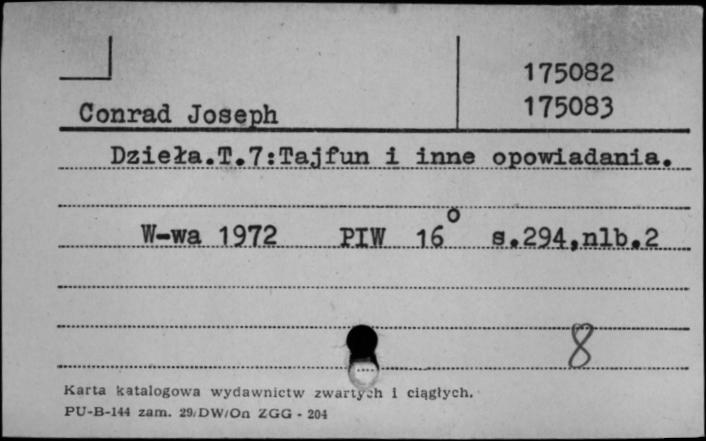 175082
Conrad Joseph 175083
Dzieła.T.7:Tajfun i inne opowiadania.
W-wa 1972 PIW 16° s.294,nlb.2
8
Karta katalogowa wydawnictw zwartych i ciągłych.
PU-B-144 zam. 29/DW/On ZGG - 204